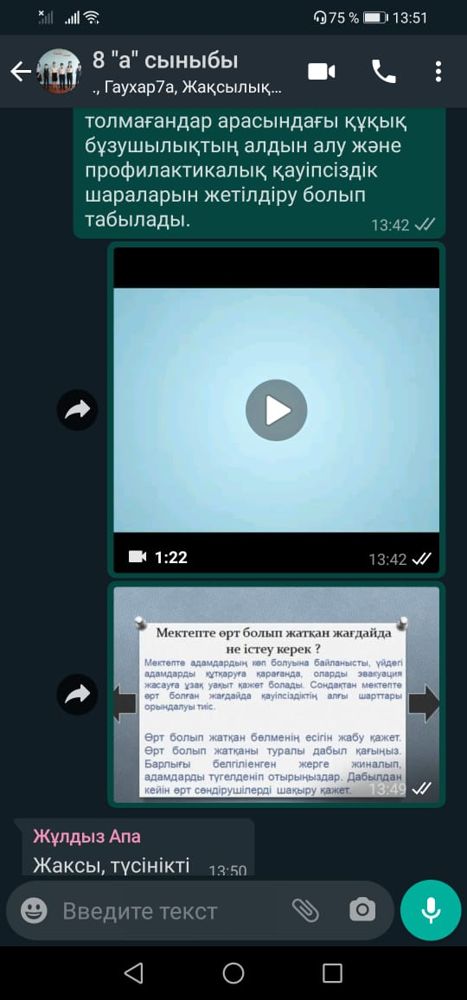 75 % 13:51
8 "а" сыныбы
., Гаухар7а, Жақсылық...
толмағандар арасындағы құқық
бұзушылықтың алдын алу және
профилактикалық қауіпсіздік
шараларын жетілдіру болып
табылады.
13:42
1:22
13:42
Мектепте өрт болып жатқан жағдайда
не істеу керек ?
Мектепте адамдардың көп болуына байланысты, үйдегі
адамдарды құтқаруға қарағанда, оларды эвакуация
жасауға ұзақ уақыт қажет болады. Сондақтан мектепте
өрт болған жағдайда қауіпсіздіктің алғы шарттары
орындалуы тиіс.
Өрт болып жатқан бөлменің есігін жабу қажет.
Өрт болып жатқаны туралы дабыл қағыңыз.
Барлығы белгіліенген жерге жиналып,
адамдарды түгелденіп отырыңыздар. Дабылдан
кейін өрт сөндірушілерді шақыру қажет.
13:49
Жұлдыз Апа
Жаксы, түсінікті 13:50
Введите текст